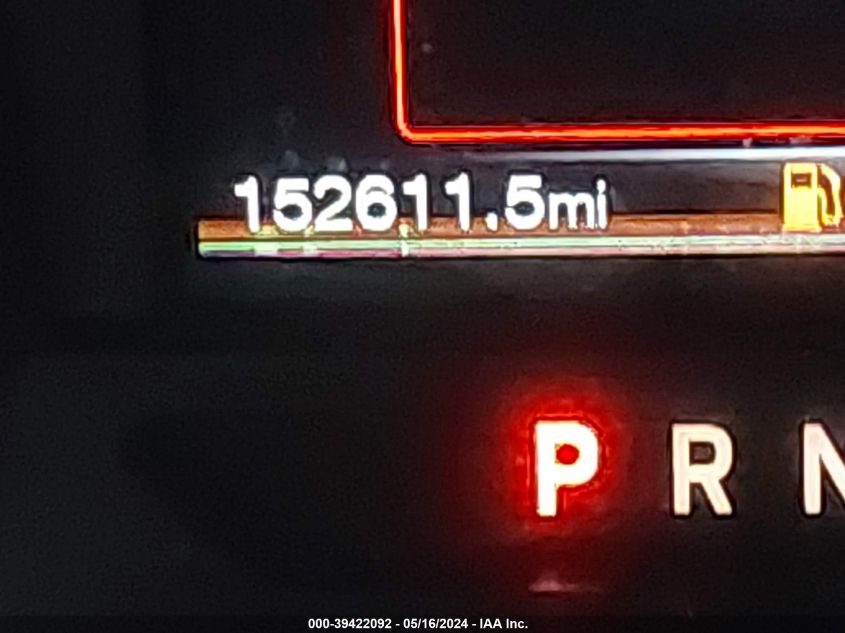 152611.5mi
P R N
000-39422092 - 05/16/2024 - IAA Inc.